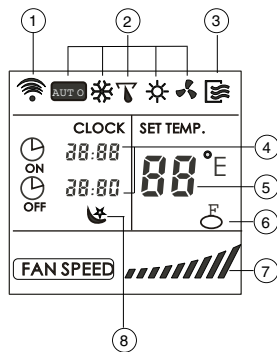 1 2 3
AUTO
CLOCK SET TEMP.
88:88 4
ON
88:80 88 °E 5
OFF
F 6
FAN SPEED 7
8